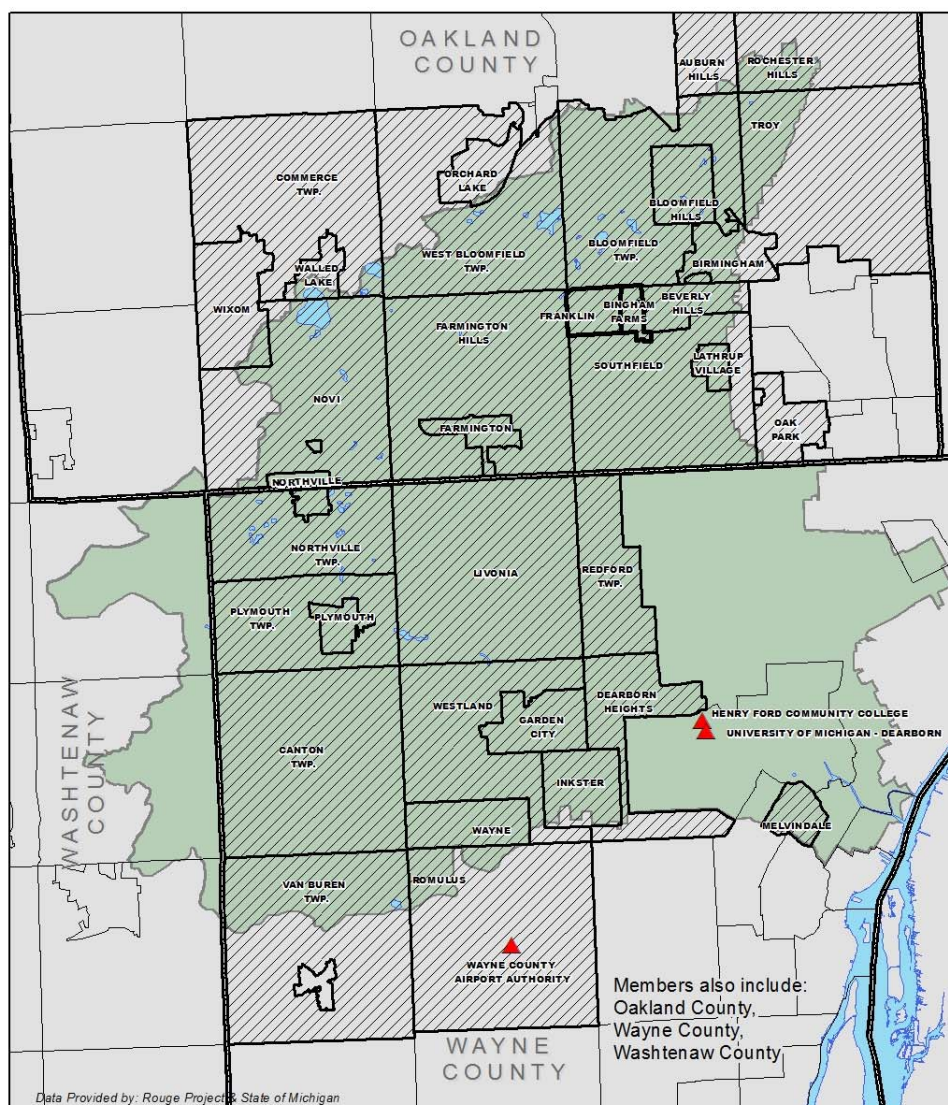 OAKLAND
COUNTY
AUBURN
HILLS
ROCHESTER
HILLS
TROY
COMMERCE
TWP.
ORCHARD
LAKE
BLOOMFIELD
HILLS
WEST BLOOMFIELD
TWP.
BLOOMFIELD
TWP.
BIRMINGHAM
WALLED
LAKE
WIXOM
FARMINGTON
HILLS
FRANKLIN
BINGHAM
FARMS
BEVERLY
HILLS
SOUTHFIELD
LATHRUP
VILLAGE
NOVI
FARMINGTON
OAK
PARK
NORTHVILLE
NORTHVILLE
TWP.
LIVONIA
REDFORD
TWP.
PLYMOUTH
TWP.
PLYMOUTH
WASHTENAW
COUNTY
WESTLAND
GARDEN
CITY
DEARBORN
HEIGHTS
HENRY FORD COMMUNITY COLLEGE
UNIVERSITY OF MICHIGAN - DEARBORN
CANTON
TWP.
INKSTER
WAYNE
MELVINDALE
VAN BUREN
TWP.
ROMULUS
WAYNE COUNTY
AIRPORT AUTHORITY
Members also include:
Oakland County,
Wayne County,
Washtenaw County
WAYNE
COUNTY
Data Provided by: Rouge Project & State of Michigan